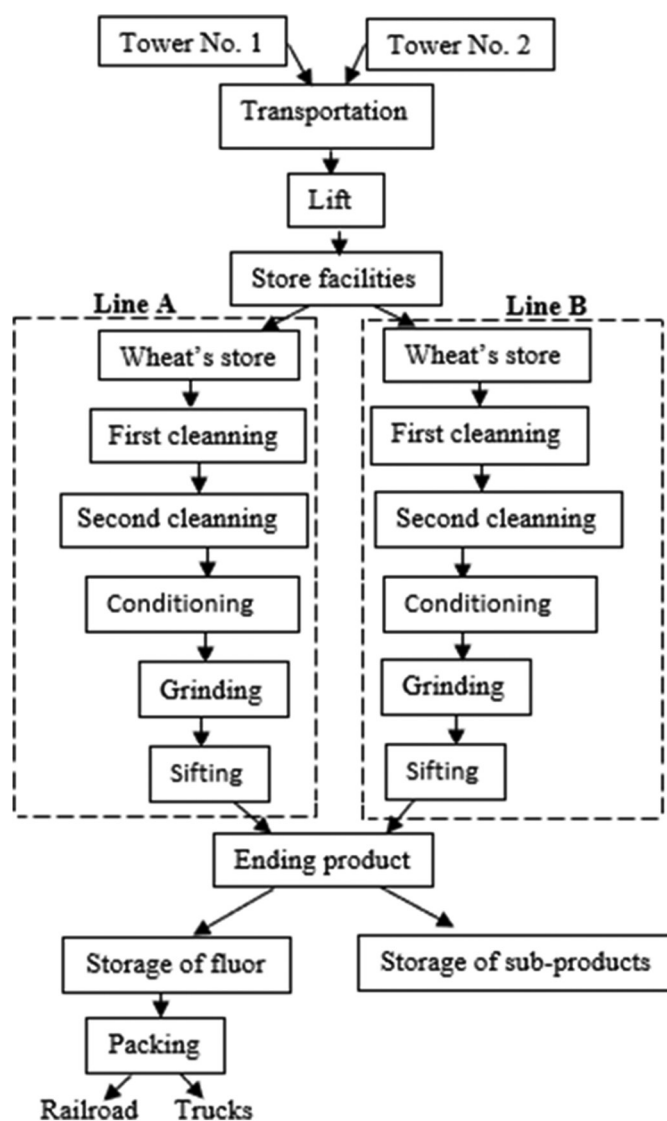 Tower No. 1
Tower No. 2
Transportation
Lift
Store facilities
Line A
Wheat's store
First cleanning
Second cleanning
Conditioning
Grinding
Sifting
Line B
Wheat's store
First cleanning
Second cleanning
Conditioning
Grinding
Sifting
Ending product
Storage of fluor
Storage of sub-products
Packing
Railroad
Trucks